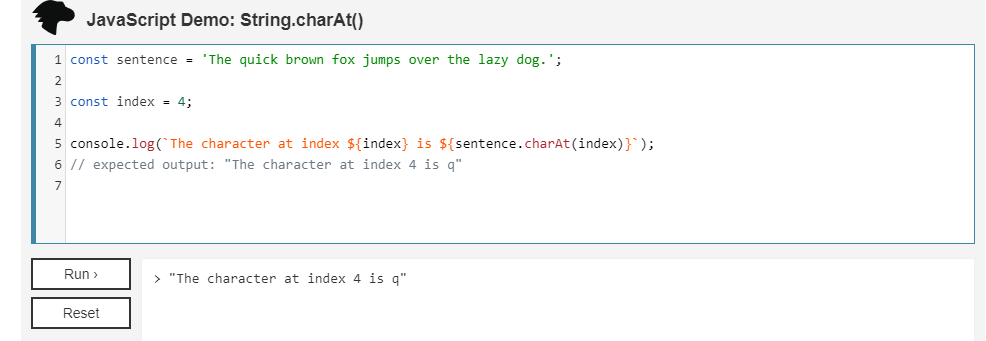 JavaScript Demo: String.charAt()
1 const sentence = 'The quick brown fox jumps over the lazy dog.';
2
3 const index = 4;
4
5 console.log(`The character at index ${index} is ${sentence.charAt(index)}`);
6 // expected output: "The character at index 4 is q"
7
Run ›
> "The character at index 4 is q"
Reset